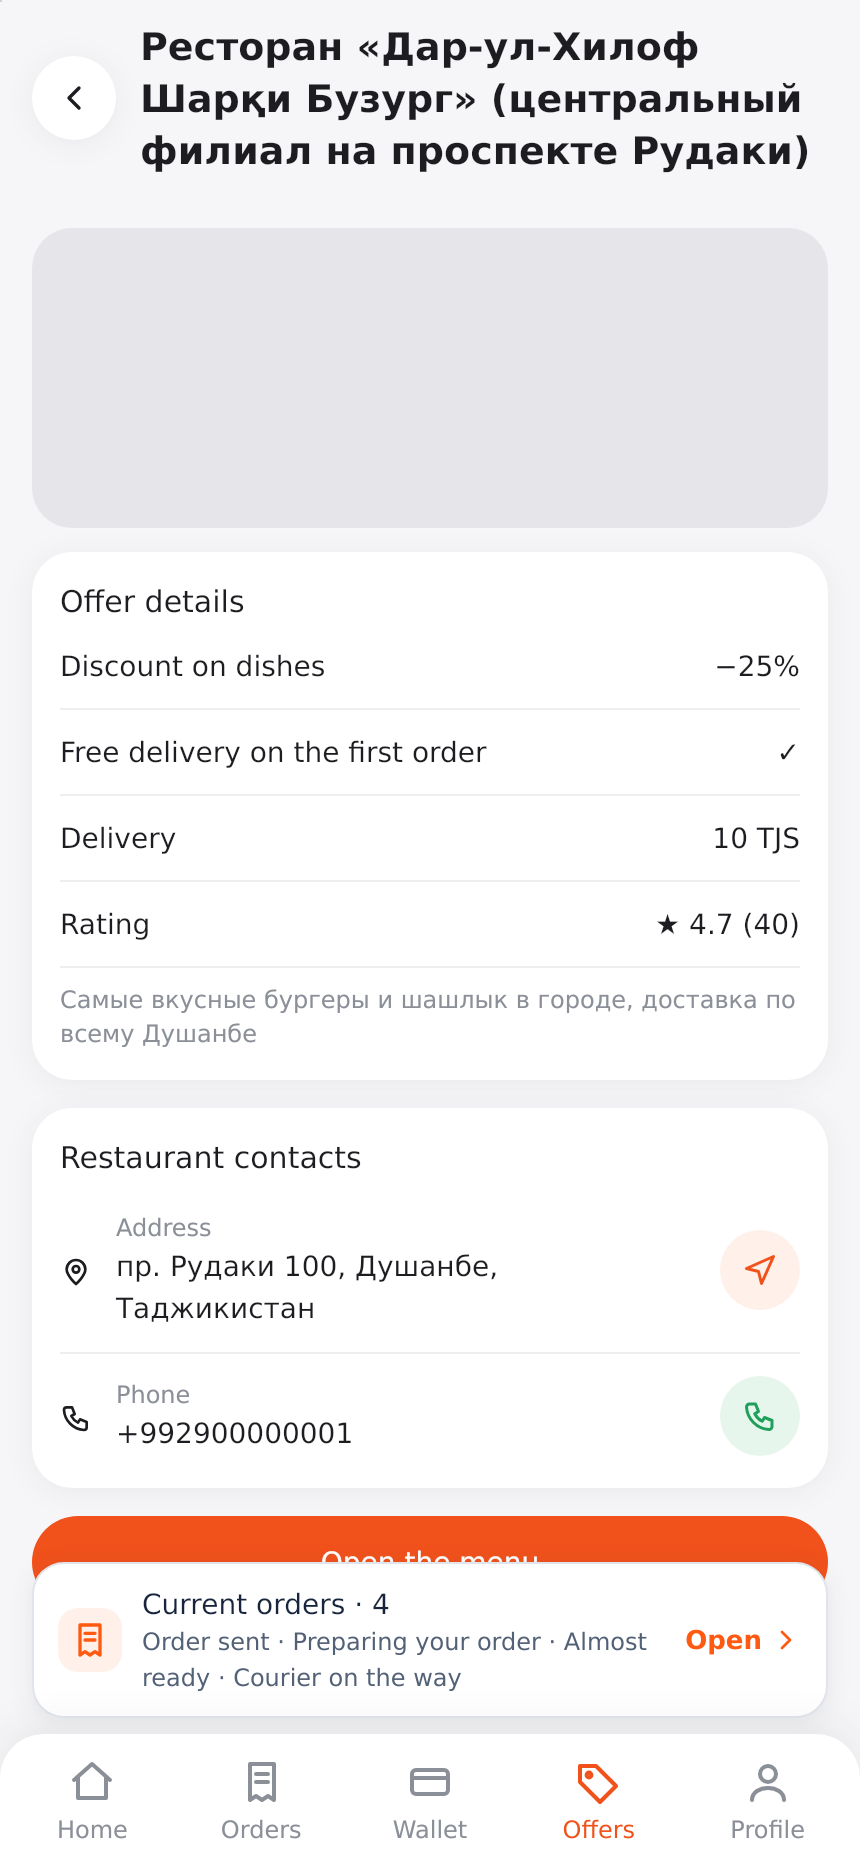 Ресторан «Дар-ул-Хилоф
Шарқи Бузург» (центральный
филиал на проспекте Рудаки)
Offer details
Discount on dishes −25%
Free delivery on the first order ✓
Delivery 10 TJS
Rating ★ 4.7 (40)
Самые вкусные бургеры и шашлык в городе, доставка по
всему Душанбе
Restaurant contacts
Address
пр. Рудаки 100, Душанбе,
Таджикистан
Phone
+992900000001
Open the menu
Current orders · 4
Order sent · Preparing your order · Almost
ready · Courier on the way
Open
Home Orders Wallet Offers Profile